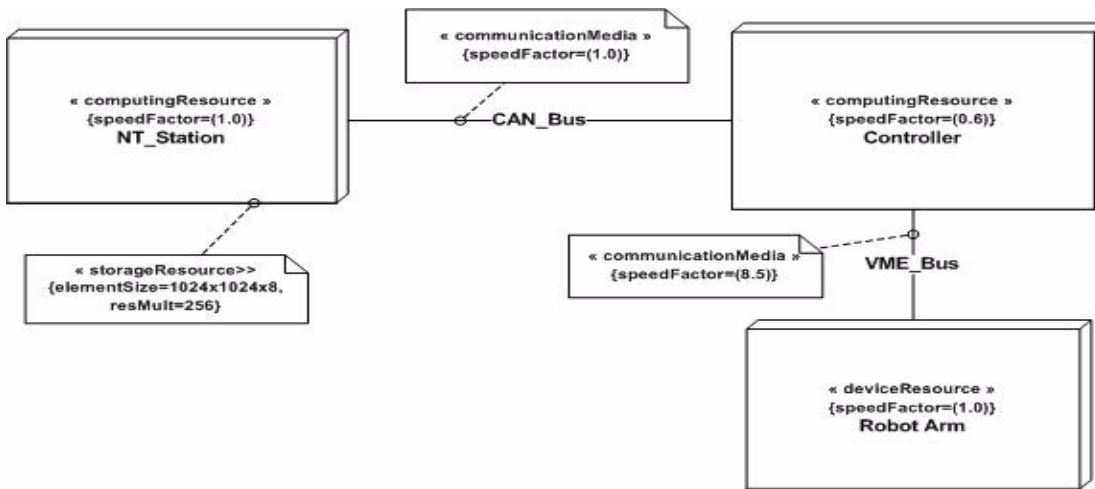 « communicationMedia »
{speedFactor=(1.0)}
« computingResource »
{speedFactor=(1.0)}
NT_Station
CAN_Bus
« computingResource »
{speedFactor=(0.6)}
Controller
« storageResource>>
{elementSize=1024x1024x8,
resMult=256}
« communicationMedia »
{speedFactor=(8.5)}
VME_Bus
« deviceResource »
{speedFactor=(1.0)}
Robot Arm